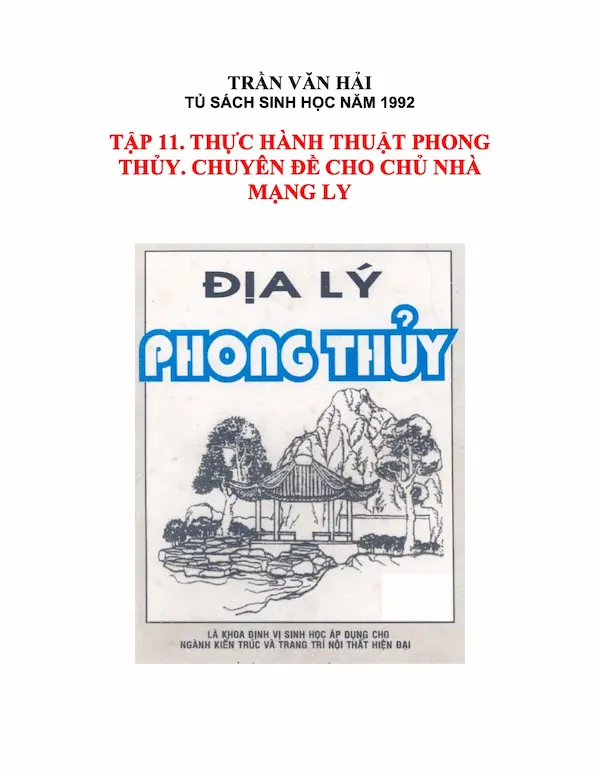 TRẦN VĂN HẢI
TỦ SÁCH SINH HỌC NĂM 1992
TẬP 11. THỰC HÀNH THUẬT PHONG
THỦY. CHUYÊN ĐỀ CHO CHỦ NHÀ
MẠNG LY
ĐỊA LÝ
PHONG THỦY
LÀ KHOA ĐỊNH VỊ SINH HỌC ÁP DỤNG CHO
NGÀNH KIẾN TRÚC VÀ TRANG TRÍ NỘI THẤT HIỆN ĐẠI